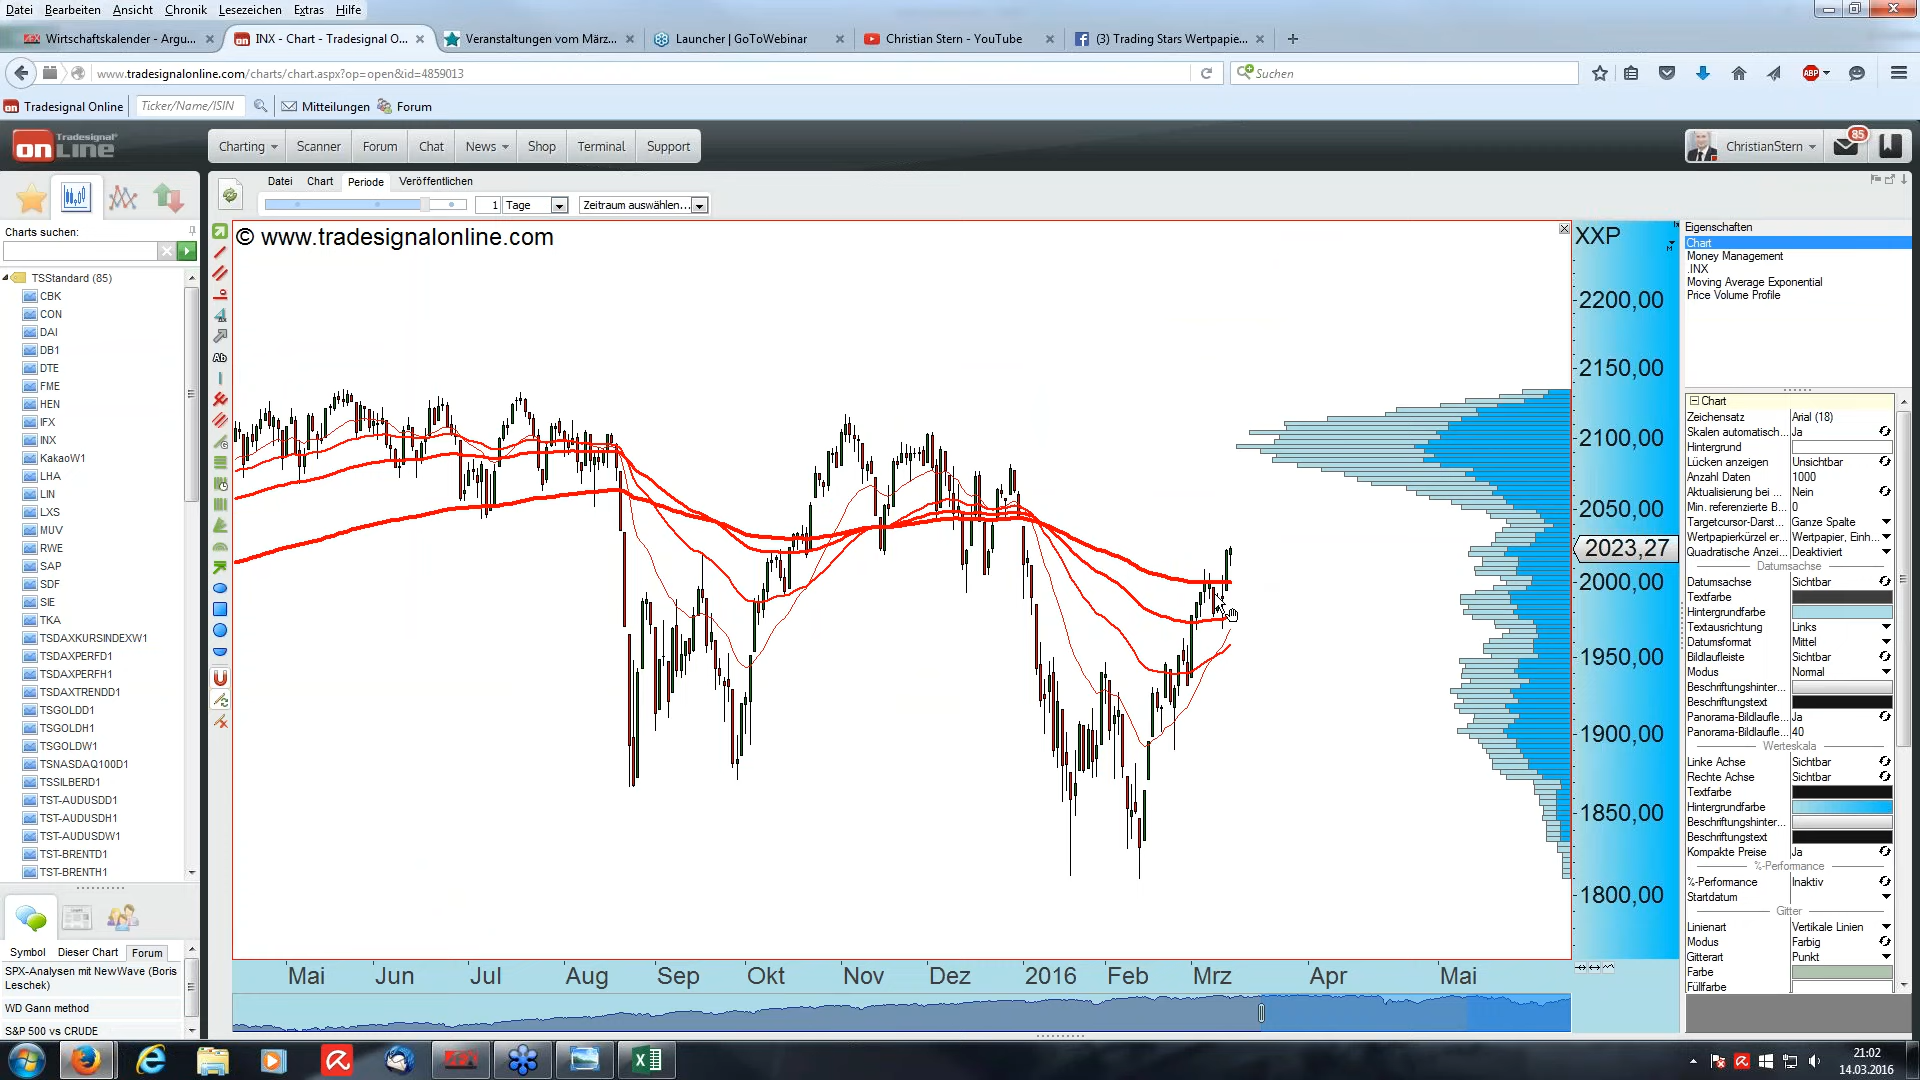 Datei Bearbeiten Ansicht Chronik Lesezeichen Extras Hilfe
Wirtschaftskalender - Argu...
INX - Chart - Tradesignal O...
Veranstaltungen vom März...
Launcher | GoToWebinar
Christian Stern - YouTube
(3) Trading Stars Wertpapie...
www.tradesignalonline.com/charts/chart.aspx?op=open&id=4859013
Suchen
ABP
Tradesignal Online
Ticker/Name/ISIN
Mitteilungen
Forum
Tradesignal
on LINE
Charting
Scanner
Forum
Chat
News
Shop
Terminal
Support
ChristianStern
85
Datei Chart Periode Veröffentlichen
1 Tage
Zeitraum auswählen...
Charts suchen:
TSStandard (85)
CBK
CON
DAI
DB1
DTE
FME
HEN
IFX
INX
KakaoW1
LHA
LIN
LXS
MUV
RWE
SAP
SDF
SIE
TKA
TSDAXKURSINDEXW1
TSDAXPERFD1
TSDAXPERFH1
TSDAXTRENDD1
TSGOLDD1
TSGOLDH1
TSGOLDW1
TSNASDAQ100D1
TSSILBERD1
TST-AUDUSDD1
TST-AUDUSDH1
TST-AUDUSDW1
TST-BRENTD1
TST-BRENTH1
Symbol Dieser Chart Forum
SPX-Analysen mit NewWave (Boris
Leschek)
WD Gann method
S&P 500 vs CRUDE
Ab
© www.tradesignalonline.com
XXP
2200,00
2150,00
2100,00
2050,00
2023,27
2000,00
1950,00
1900,00
1850,00
1800,00
Mai Jun Jul Aug Sep Okt Nov Dez 2016 Feb Mrz Apr Mai
Eigenschaften
Chart
Money Management
.INX
Moving Average Exponential
Price Volume Profile
Chart
Zeichensatz Arial (18)
Skalen automatisch... Ja
Hintergrund
Lücken anzeigen Unsichtbar
Anzahl Daten 1000
Aktualisierung bei ... Nein
Min. referenzierte B... 0
Targetcursor-Darst... Ganze Spalte
Wertpapierkürzel er... Wertpapier, Einh...
Quadratische Anzei... Deaktiviert
Datumsachse
Datumsachse Sichtbar
Textfarbe
Hintergrundfarbe
Textausrichtung Links
Datumsformat Mittel
Bildlaufleiste Sichtbar
Modus Normal
Beschriftungshinter...
Beschriftungstext
Panorama-Bildlaufle... Ja
Panorama-Bildlaufle... 40
Werteskala
Linke Achse Sichtbar
Rechte Achse Sichtbar
Textfarbe
Hintergrundfarbe
Beschriftungshinter...
Beschriftungstext
Kompakte Preise Ja
%-Performance
%-Performance Inaktiv
Startdatum
Gitter
Linienart Vertikale Linien
Modus Farbig
Gitterart Punkt
Farbe
Füllfarbe
21:02
14.03.2016